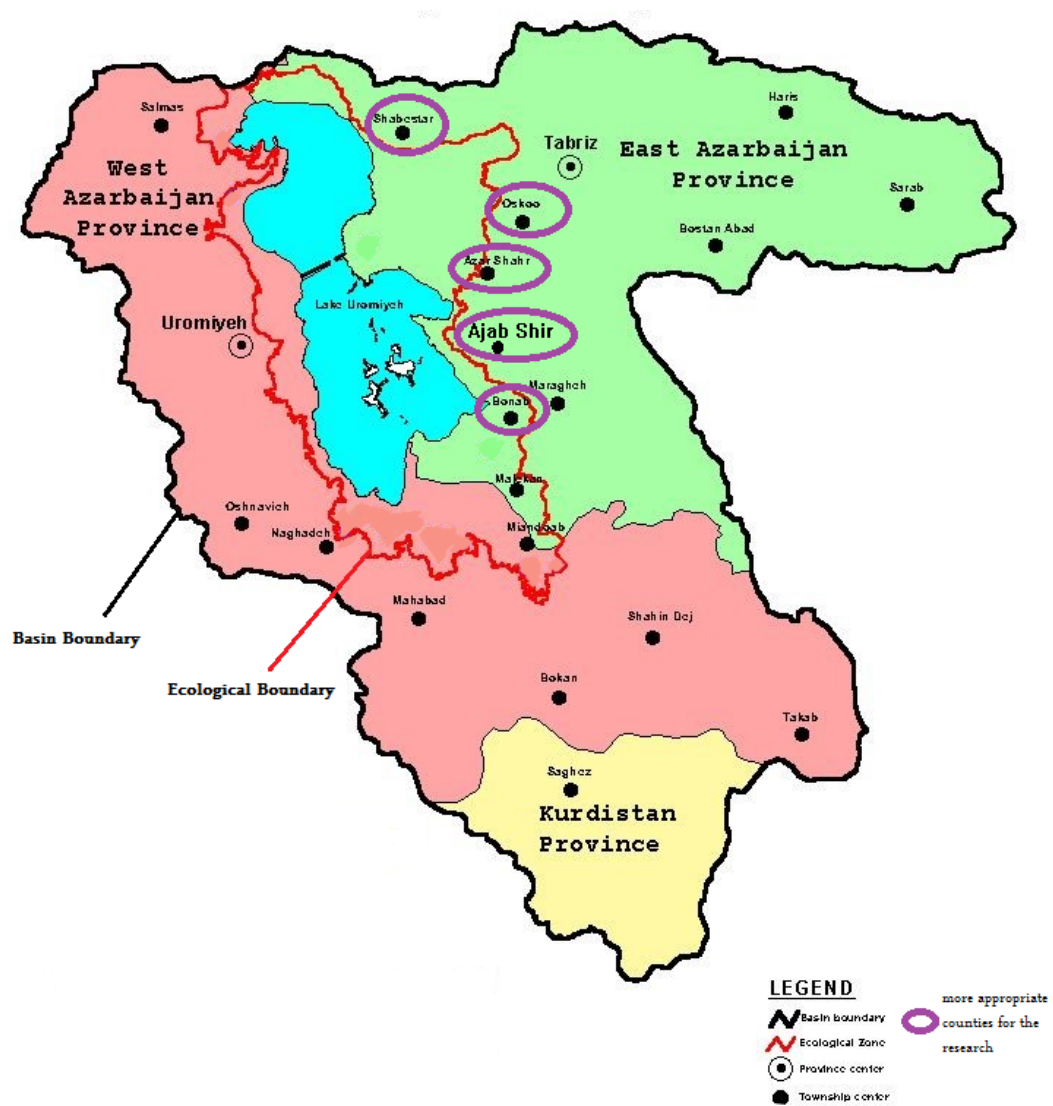 Haris
Salmas
Shabestar
Tabriz
East Azarbaijan
Province
West
Azarbaijan
Province
Sarab
Oskoo
Bostan Abad
Azar Shahr
Lake Uromiyeh
Uromiyeh
Ajab Shir
Maragheh
Bonab
Malekan
Oshnavieh
Naghadeh
Miandoab
Mahabad
Shahin Dej
Basin Boundary
Ecological Boundary
Bokan
Takab
Saghez
Kurdistan
Province
LEGEND
Basin boundary
Ecological Zone
Province center
Township center
more appropriate
counties for the
research